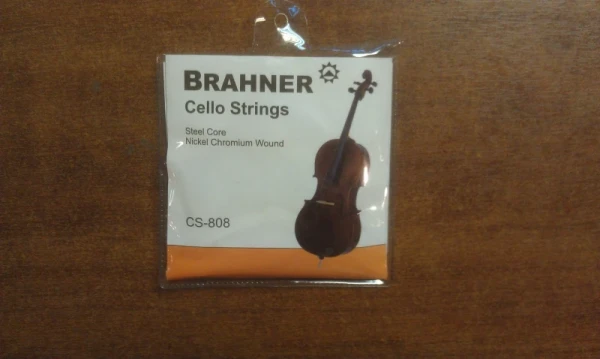 BRAHNER
Cello Strings
Steel Core
Nickel Chromium Wound
CS-808